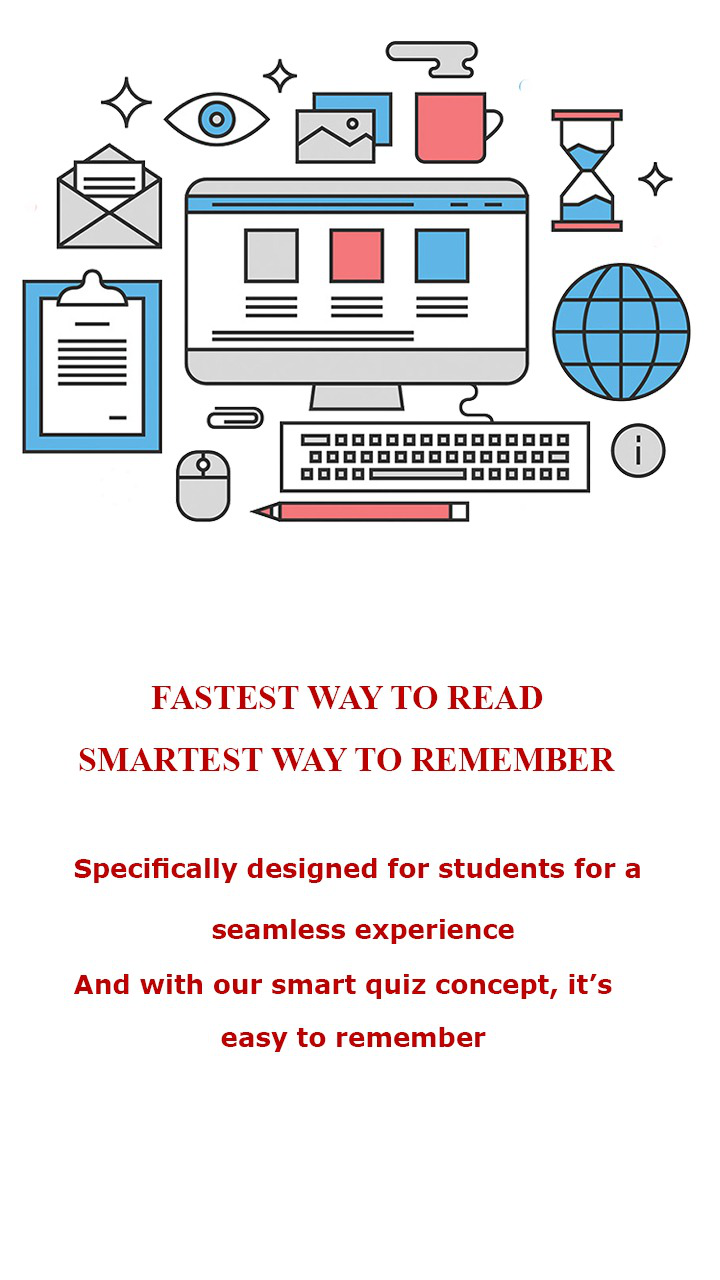 FASTEST WAY TO READ
SMARTEST WAY TO REMEMBER
Specifically designed for students for a
seamless experience
And with our smart quiz concept, it’s
easy to remember